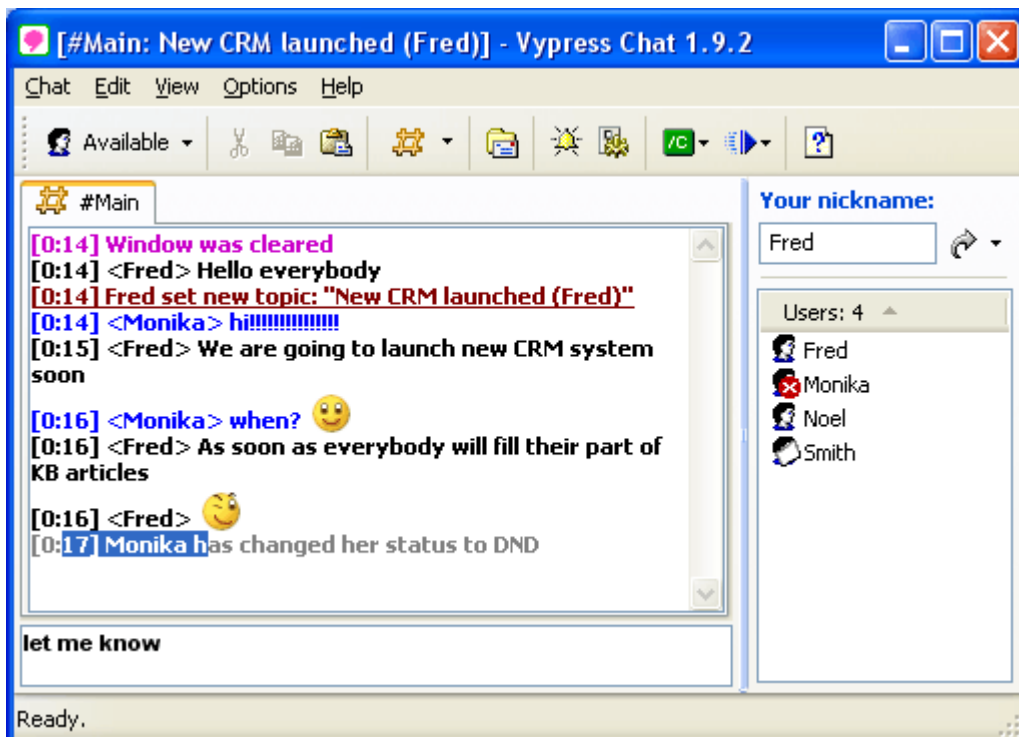 [#Main: New CRM launched (Fred)] - Vypress Chat 1.9.2
Chat Edit View Options Help
Available /C
#Main
[0:14] Window was cleared
[0:14] <Fred> Hello everybody
[0:14] Fred set new topic: "New CRM launched (Fred)"
[0:14] <Monika> hi!!!!!!!!!!!!!!!
[0:15] <Fred> We are going to launch new CRM system
soon
[0:16] <Monika> when?
[0:16] <Fred> As soon as everybody will fill their part of
KB articles
[0:16] <Fred>
[0:17] Monika has changed her status to DND
let me know
Your nickname:
Fred
Users: 4
Fred
Monika
Noel
Smith
Ready.